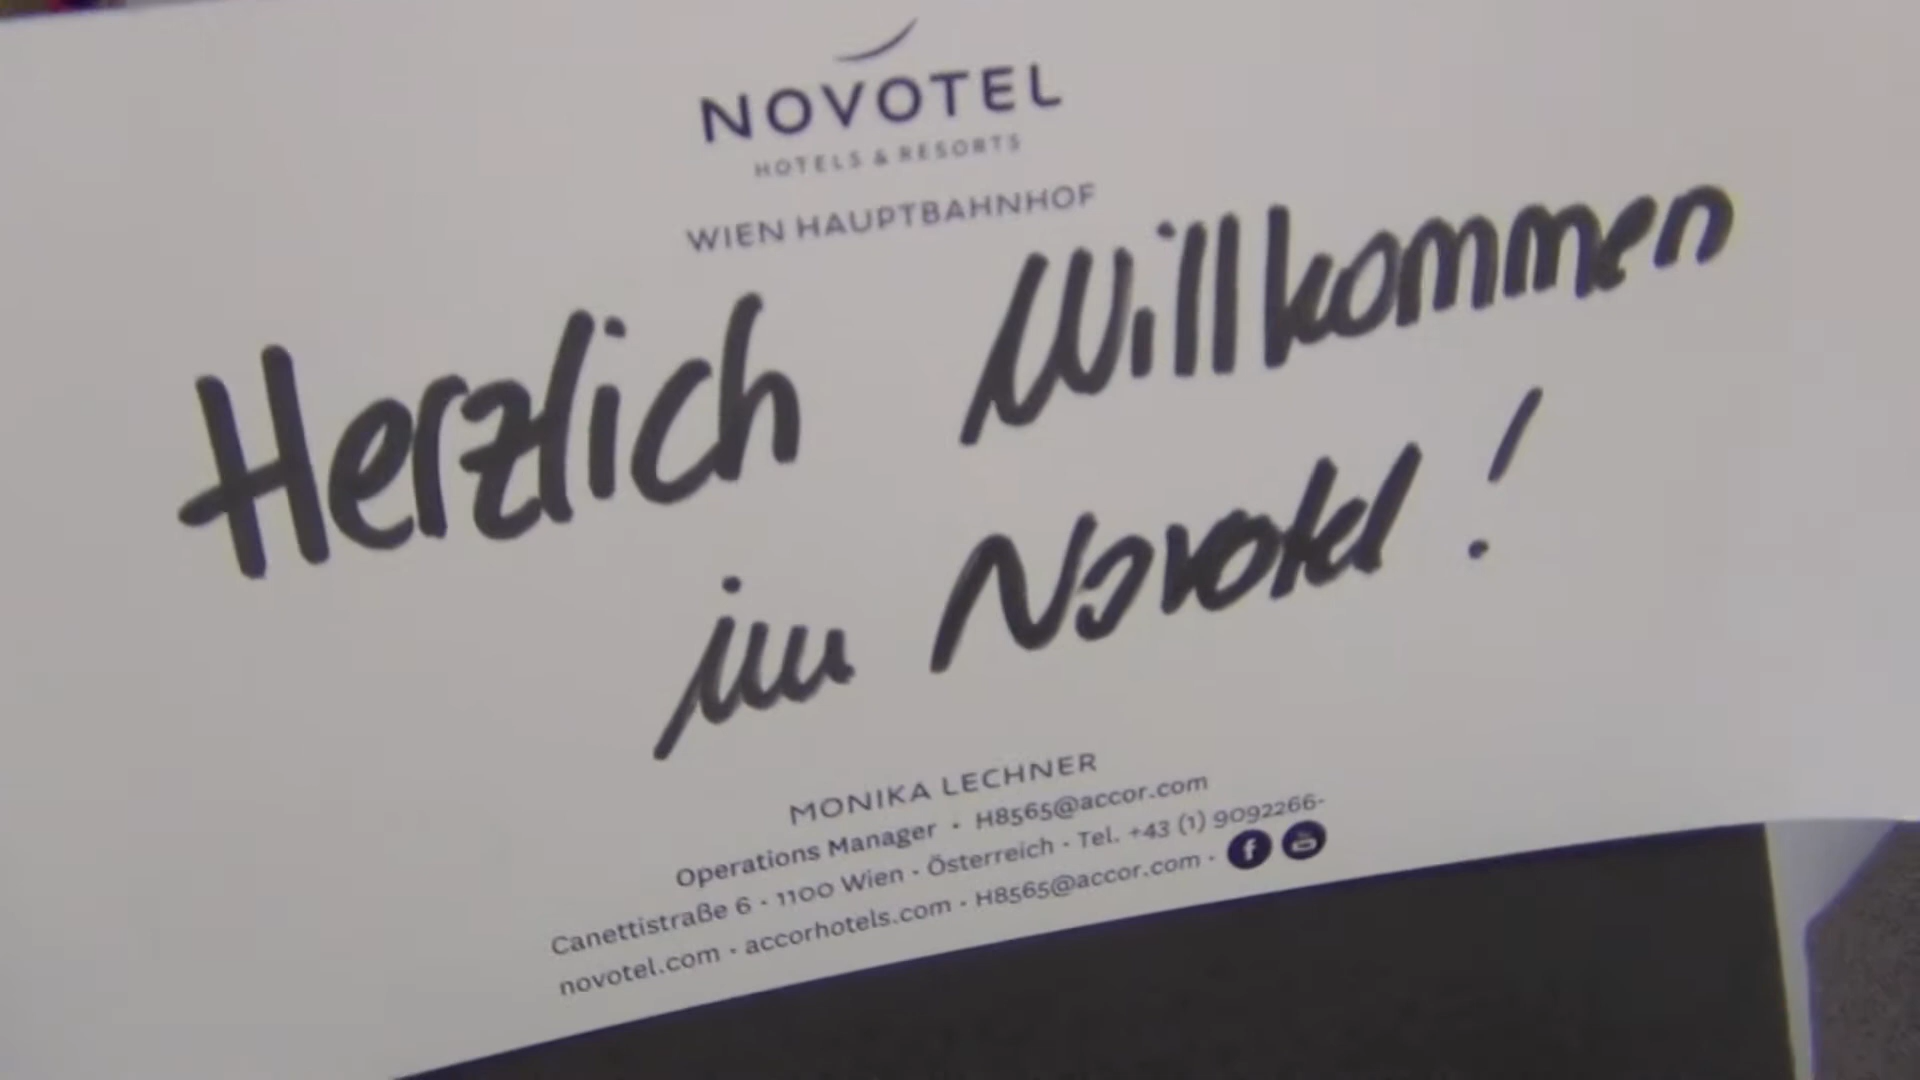 NOVOTEL
HOTELS & RESORTS
WIEN HAUPTBAHNHOF
Herzlich Willkommen
im Novotel!
MONIKA LECHNER
Operations Manager · H8565@accor.com
Canettistraße 6 · 1100 Wien · Österreich · Tel. +43 (1) 9092266-
novotel.com · accorhotels.com · H8565@accor.com ·